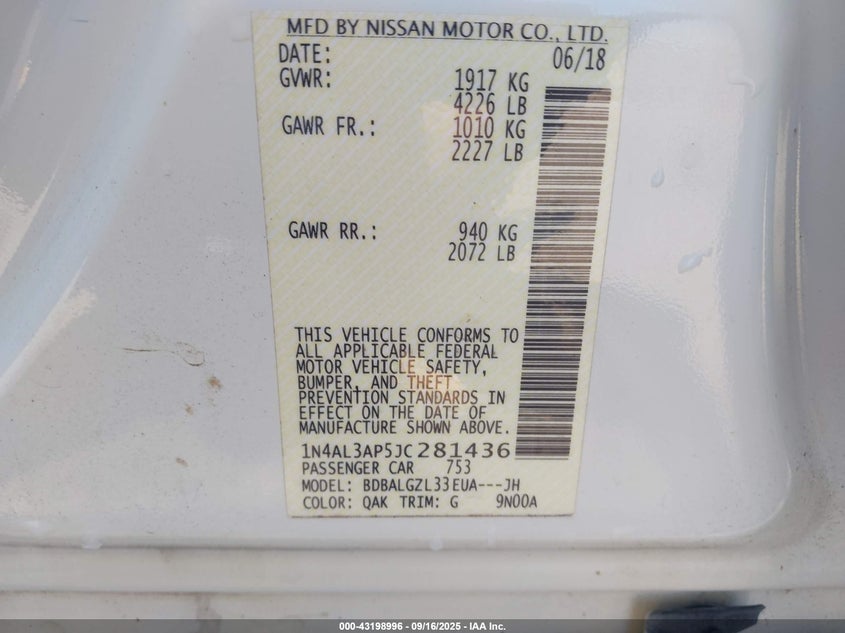 MFD BY NISSAN MOTOR CO., LTD.
DATE: 06/18
GVWR: 1917 KG
4226 LB
GAWR FR.: 1010 KG
2227 LB
GAWR RR.: 940 KG
2072 LB
THIS VEHICLE CONFORMS TO
ALL APPLICABLE FEDERAL
MOTOR VEHICLE SAFETY,
BUMPER, AND THEFT
PREVENTION STANDARDS IN
EFFECT ON THE DATE OF
MANUFACTURE SHOWN ABOVE.
1N4AL3AP5JC281436
PASSENGER CAR 753
MODEL: BDBALGZL33EUA---JH
COLOR: QAK TRIM: G 9N00A
000-43198996 - 09/16/2025 - IAA Inc.